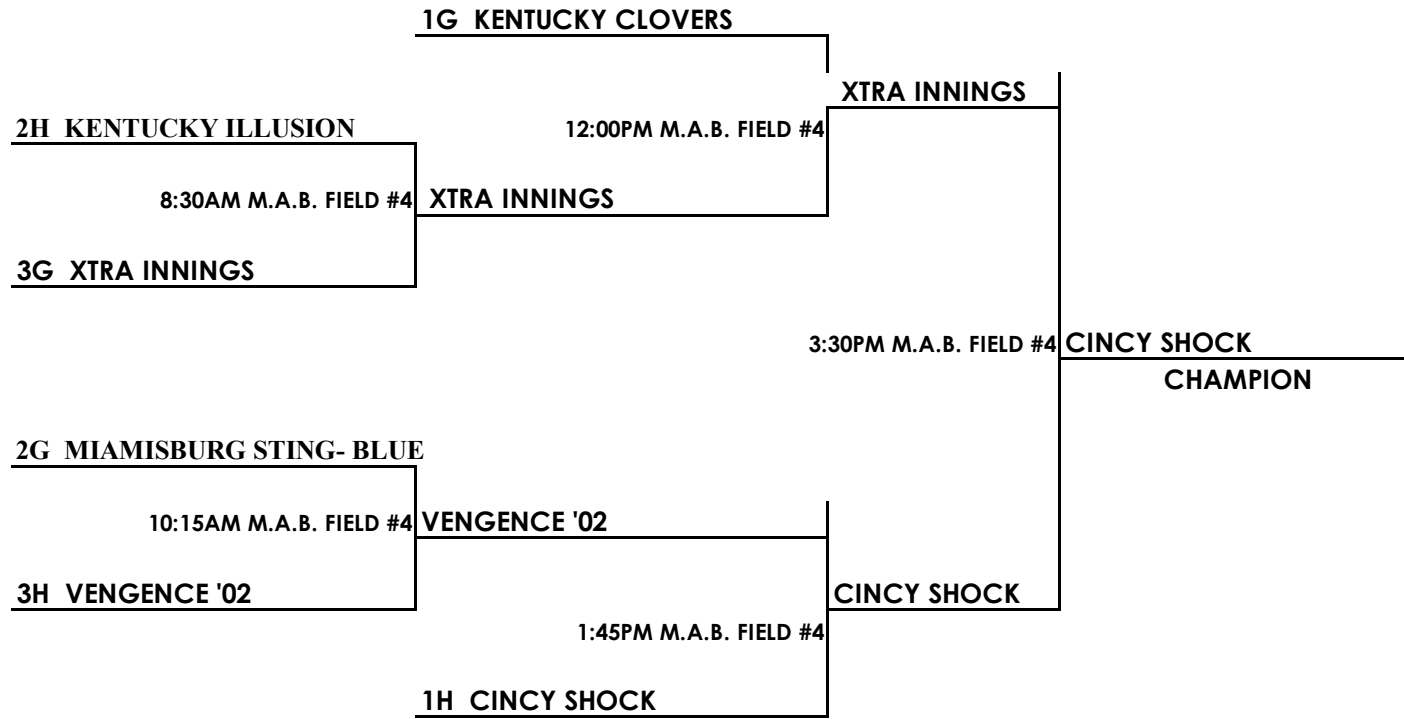 1G KENTUCKY CLOVERS
XTRA INNINGS
2H KENTUCKY ILLUSION
12:00PM M.A.B. FIELD #4
8:30AM M.A.B. FIELD #4
XTRA INNINGS
3G XTRA INNINGS
3:30PM M.A.B. FIELD #4
CINCY SHOCK
CHAMPION
2G MIAMISBURG STING- BLUE
10:15AM M.A.B. FIELD #4
VENGENCE '02
3H VENGENCE '02
CINCY SHOCK
1:45PM M.A.B. FIELD #4
1H CINCY SHOCK